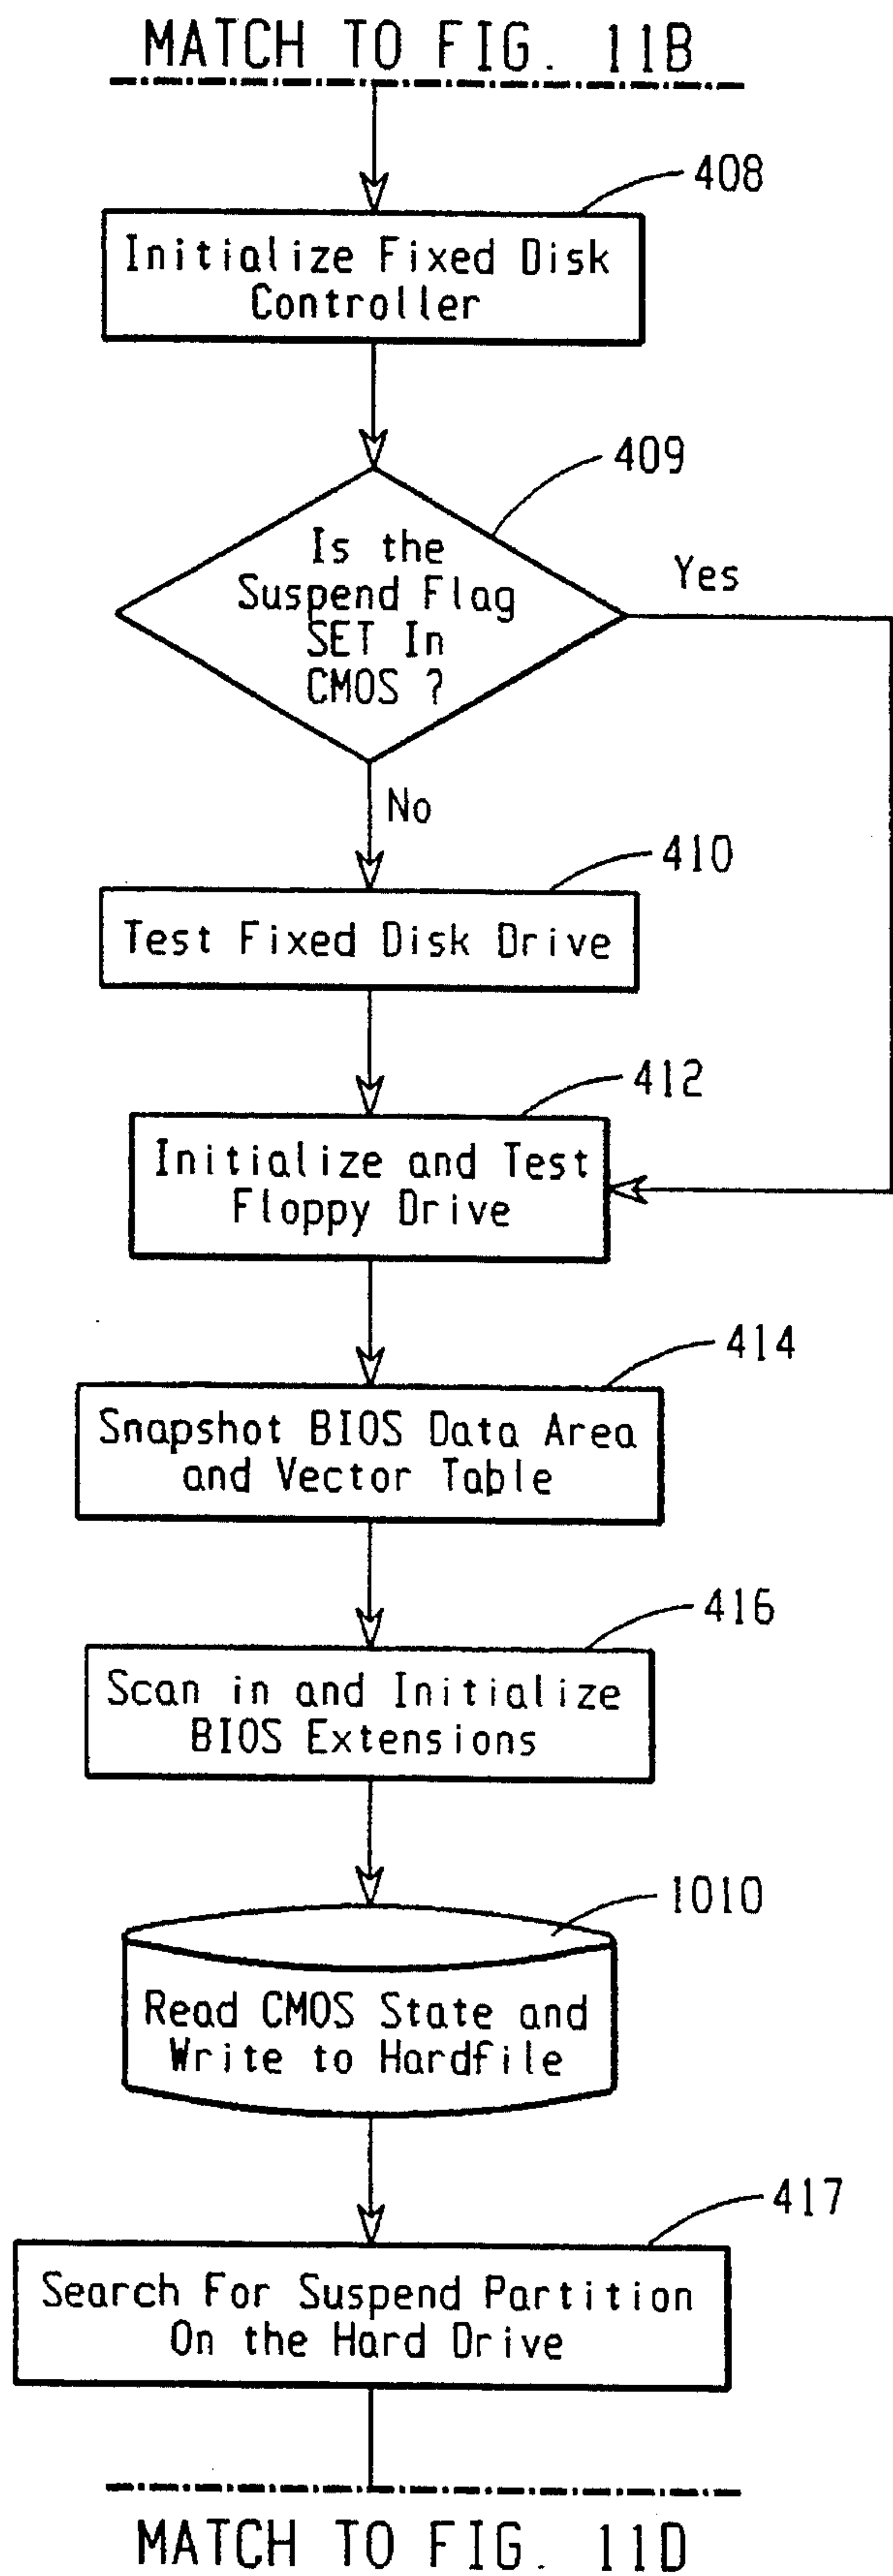 MATCH TO FIG. 11B
408
Initialize Fixed Disk
Controller
409
Is the
Suspend Flag
SET In
CMOS ?
Yes
No
410
Test Fixed Disk Drive
412
Initialize and Test
Floppy Drive
414
Snapshot BIOS Data Area
and Vector Table
416
Scan in and Initialize
BIOS Extensions
1010
Read CMOS State and
Write to Hardfile
417
Search For Suspend Partition
On the Hard Drive
MATCH TO FIG. 11D